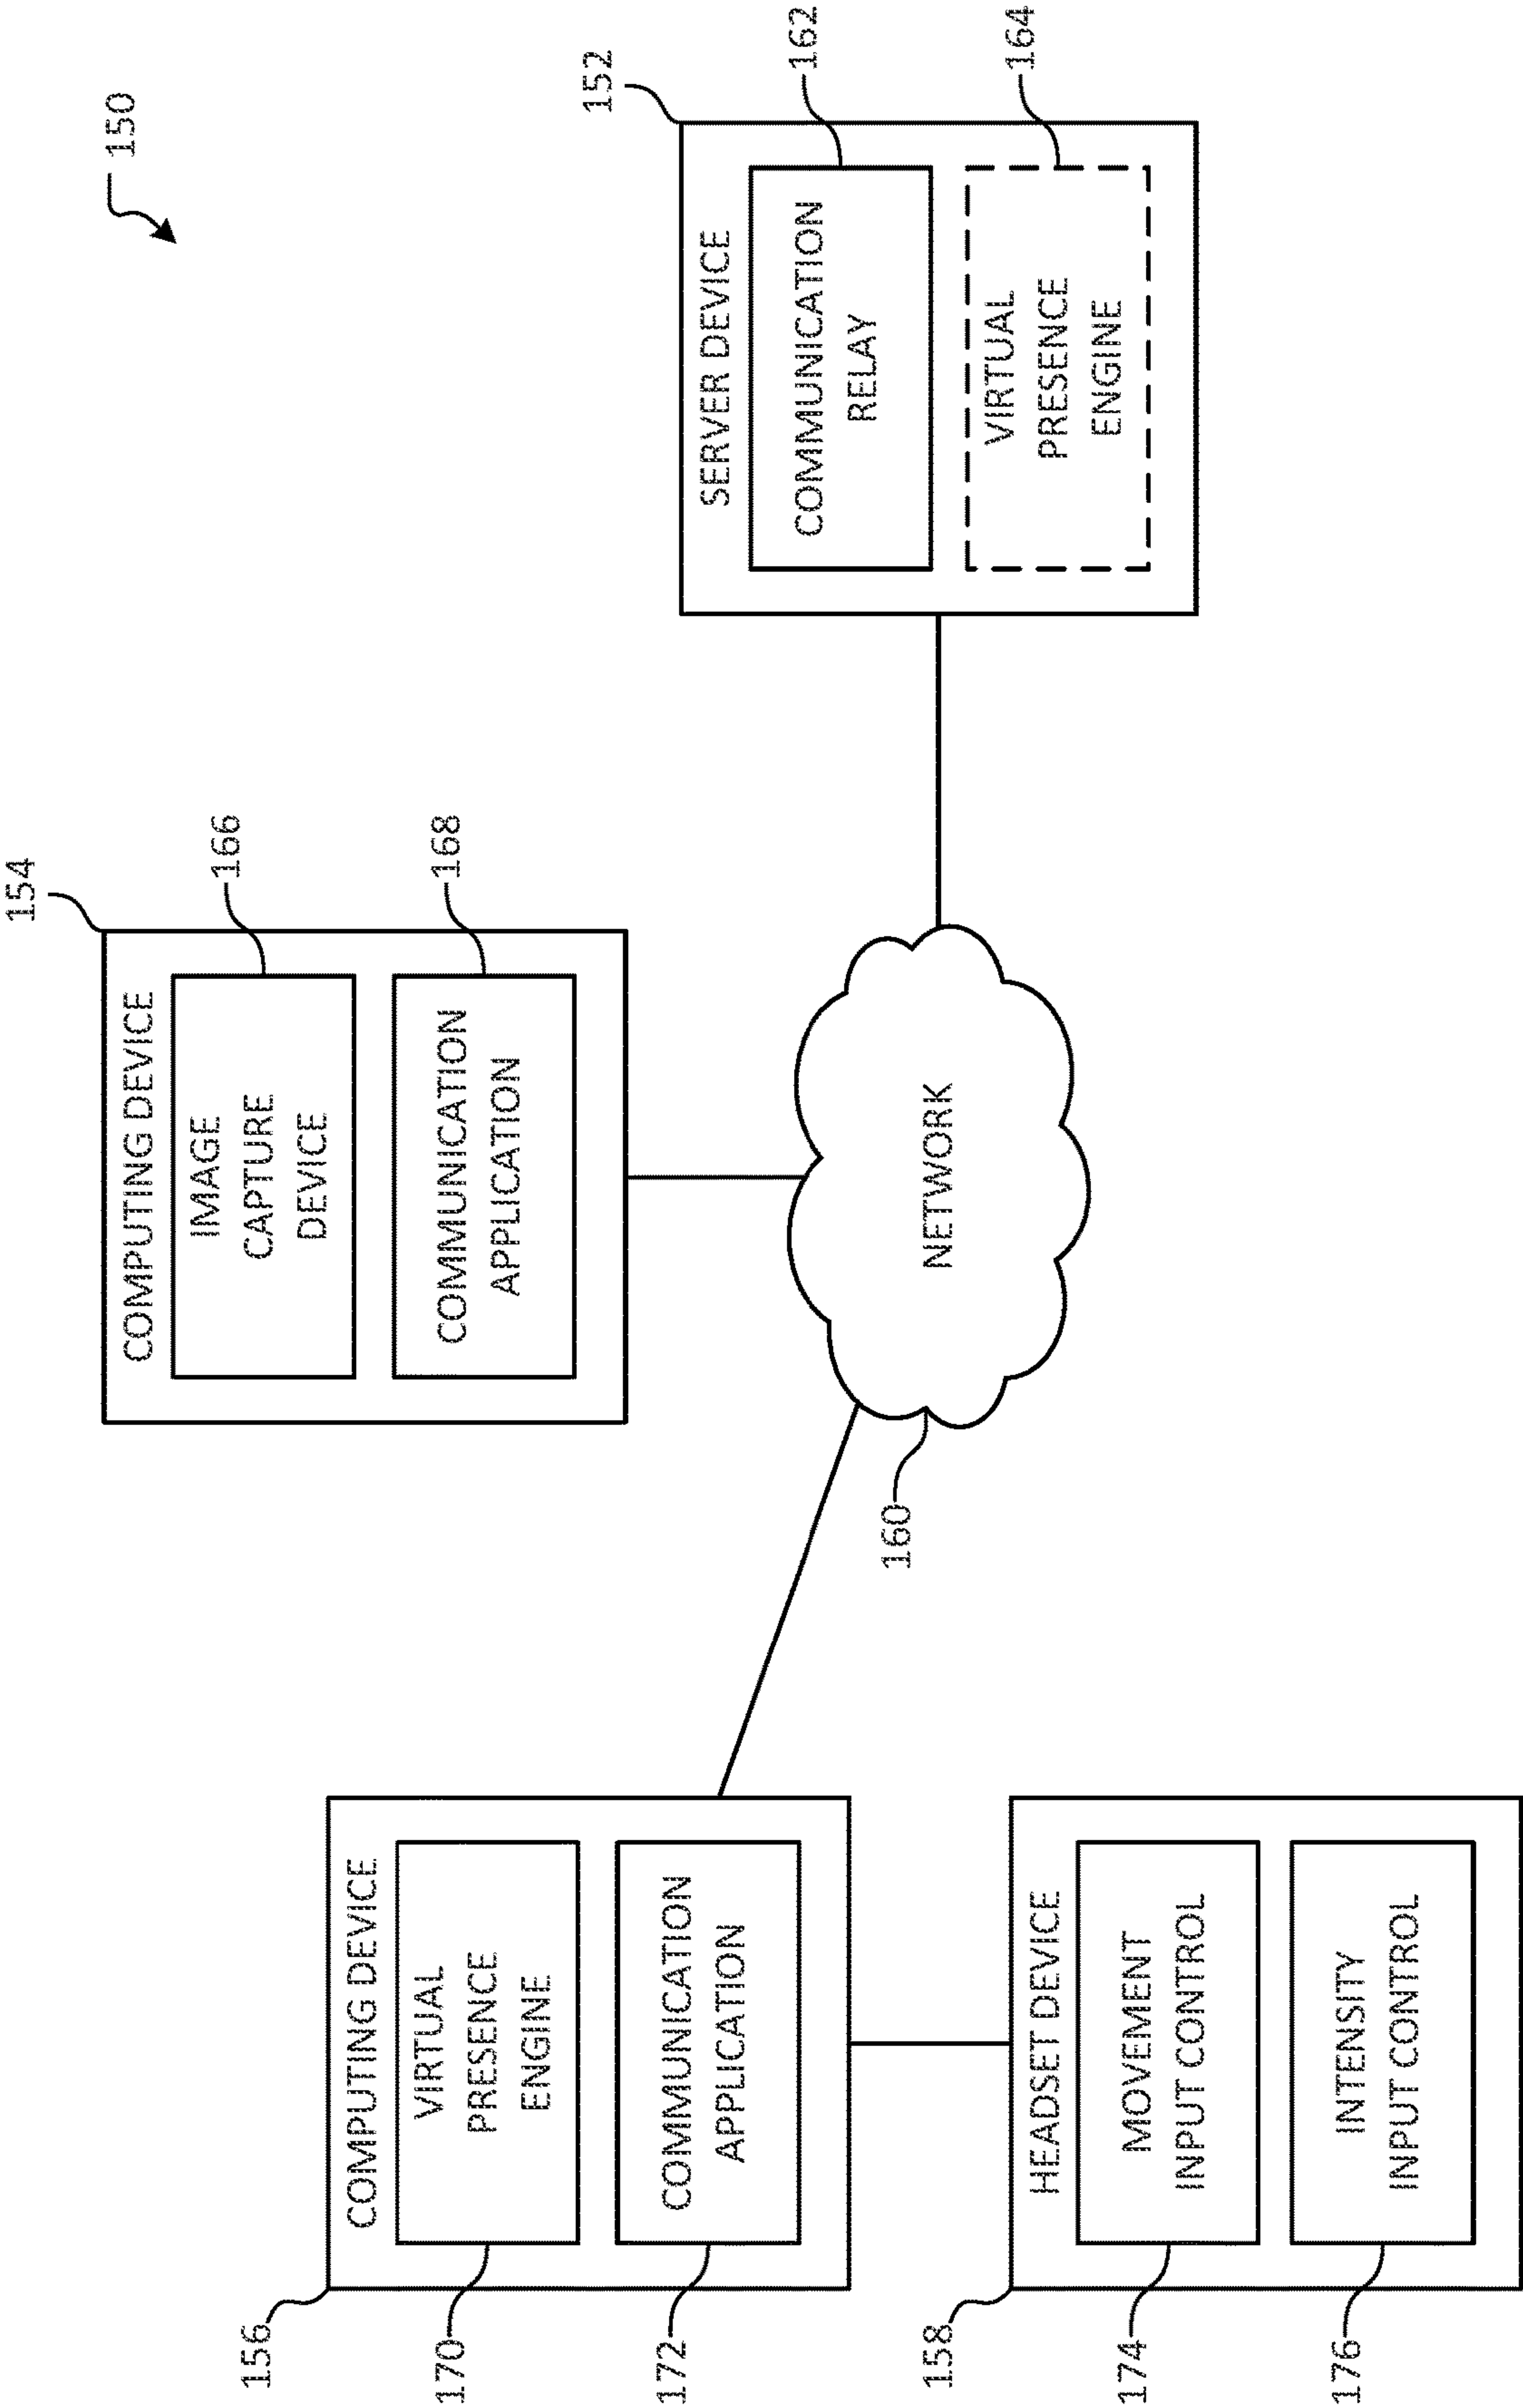 150
154
COMPUTING DEVICE
IMAGE
CAPTURE
DEVICE
166
COMMUNICATION
APPLICATION
168
156
COMPUTING DEVICE
VIRTUAL
PRESENCE
ENGINE
170
COMMUNICATION
APPLICATION
172
NETWORK
160
152
SERVER DEVICE
COMMUNICATION
RELAY
162
VIRTUAL
PRESENCE
ENGINE
164
158
HEADSET DEVICE
MOVEMENT
INPUT CONTROL
174
INTENSITY
INPUT CONTROL
176